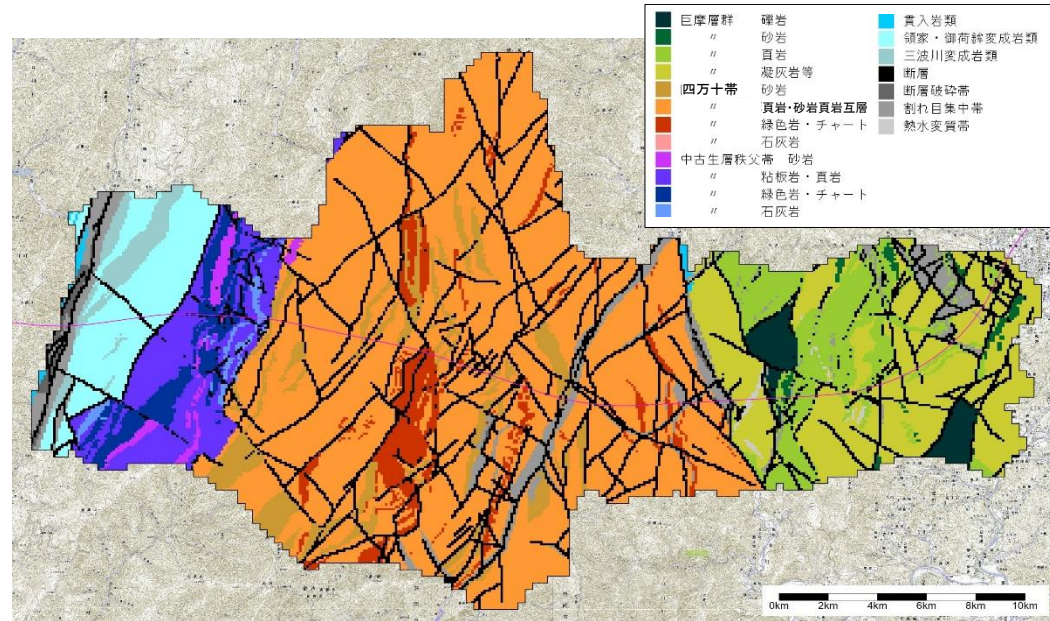 巨摩層群 礫岩
〃 砂岩
〃 頁岩
〃 凝灰岩等
四万十帯 砂岩
〃 頁岩・砂岩頁岩互層
〃 緑色岩・チャート
〃 石灰岩
中古生層秩父帯 砂岩
〃 粘板岩・頁岩
〃 緑色岩・チャート
〃 石灰岩
貫入岩類
領家・御荷鉾変成岩類
三波川変成岩類
断層
断層破砕帯
割れ目集中帯
熱水変質帯
0km 2km 4km 6km 8km 10km